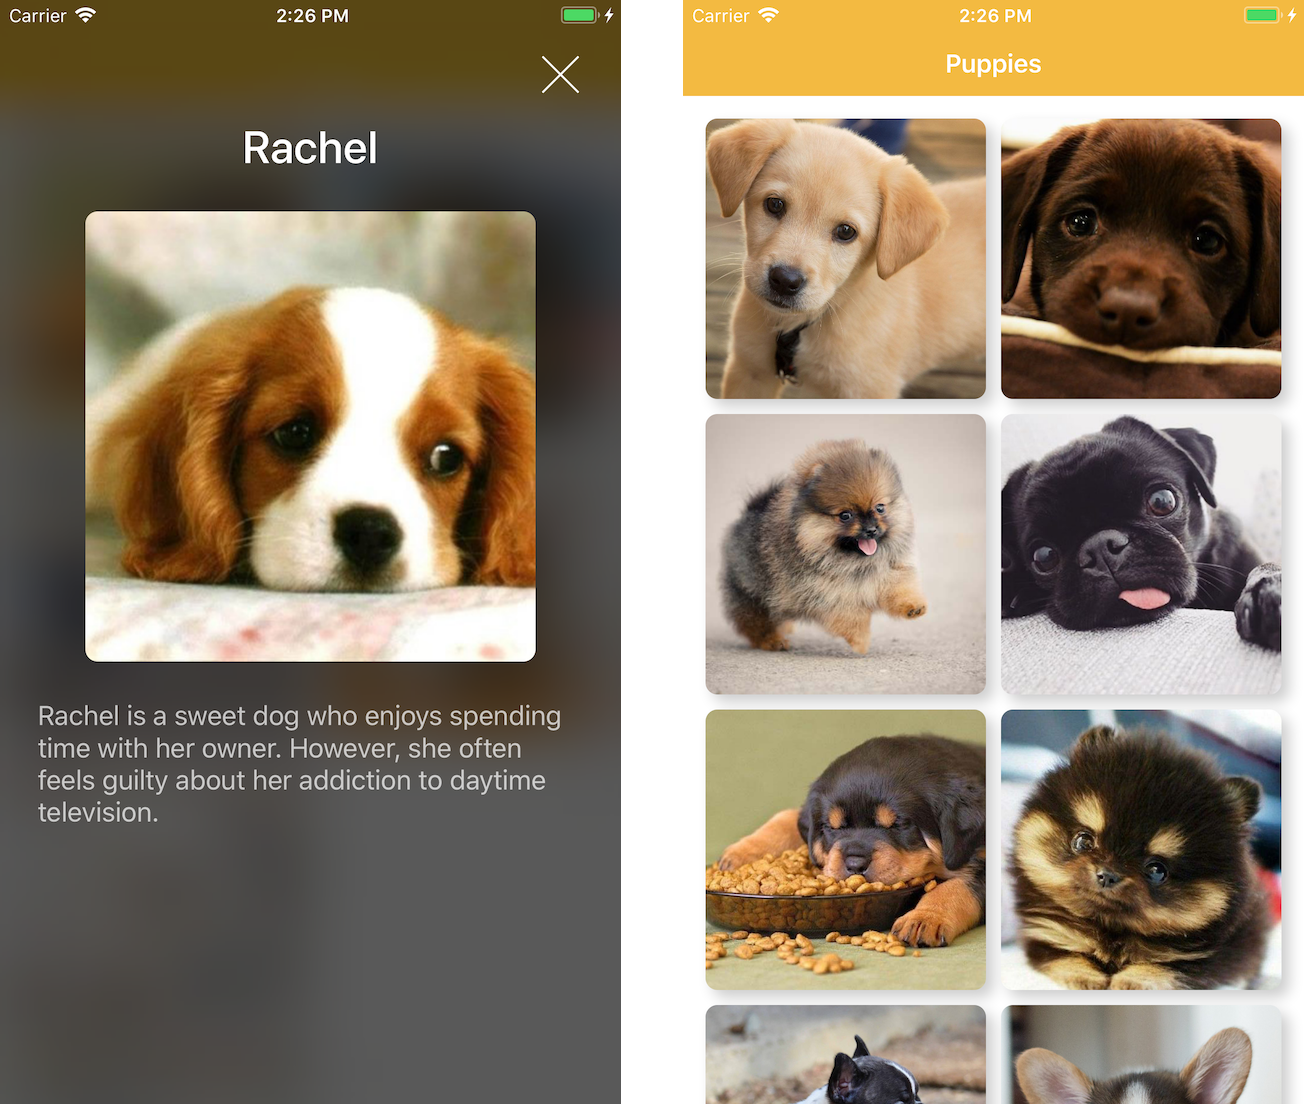 Carrier 2:26 PM
Rachel
Rachel is a sweet dog who enjoys spending
time with her owner. However, she often
feels guilty about her addiction to daytime
television.
Carrier 2:26 PM
Puppies